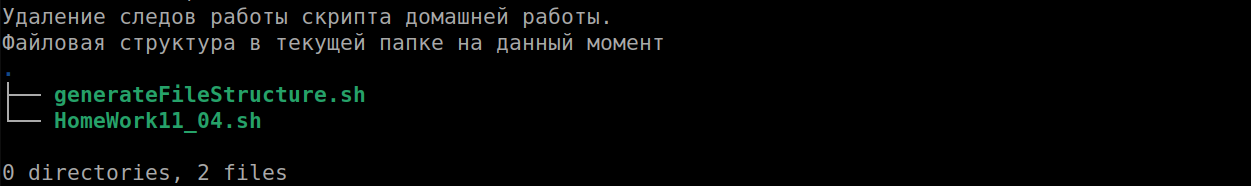 Удаление следов работы скрипта домашней работы.
Файловая структура в текущей папке на данный момент
.
├── generateFileStructure.sh
└── HomeWork11_04.sh
0 directories, 2 files